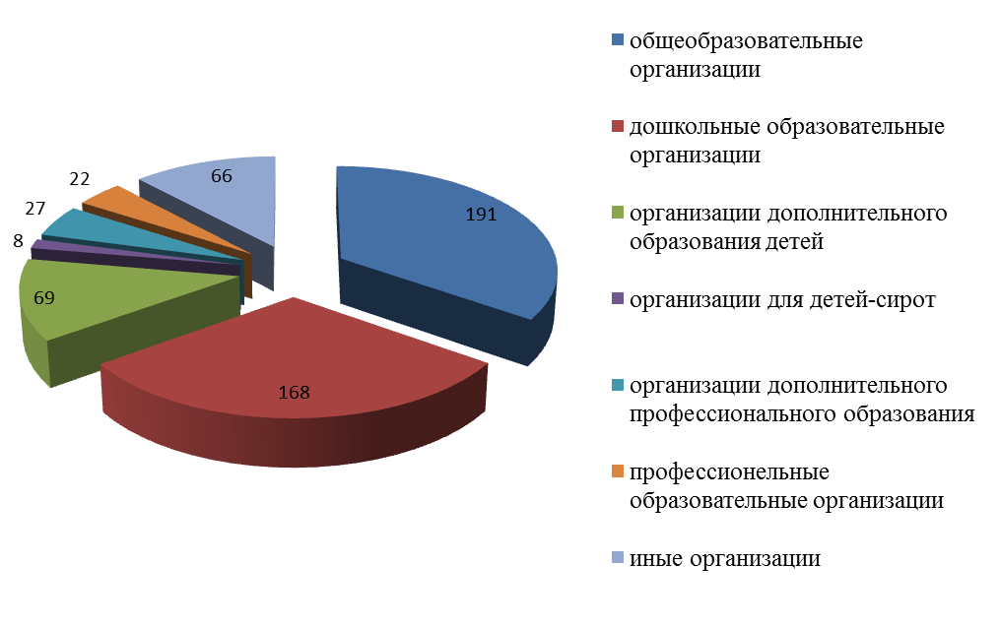 191
168
69
8
27
22
66
общеобразовательные
организации
дошкольные образовательные
организации
организации дополнительного
образования детей
организации для детей-сирот
организации дополнительного
профессионального образования
профессионельные
образовательные организации
иные организации